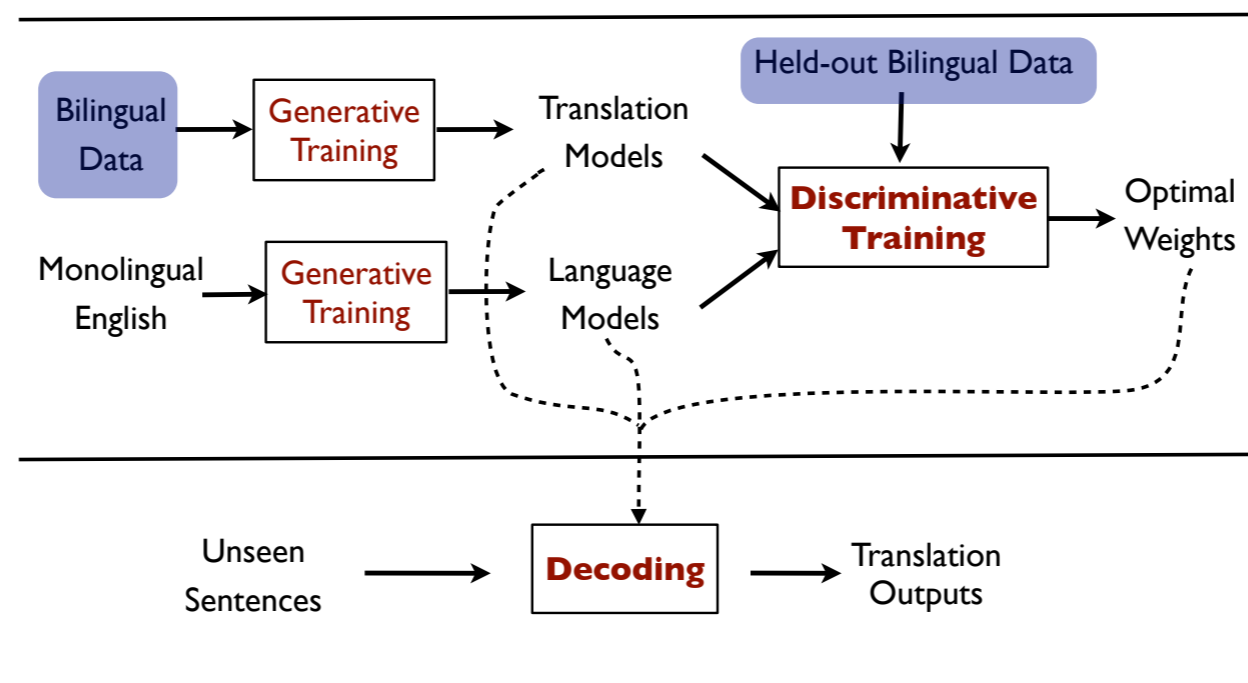 Held-out Bilingual Data
Bilingual
Data
Generative
Training
Translation
Models
Discriminative
Training
Optimal
Weights
Monolingual
English
Generative
Training
Language
Models
Unseen
Sentences
Decoding
Translation
Outputs